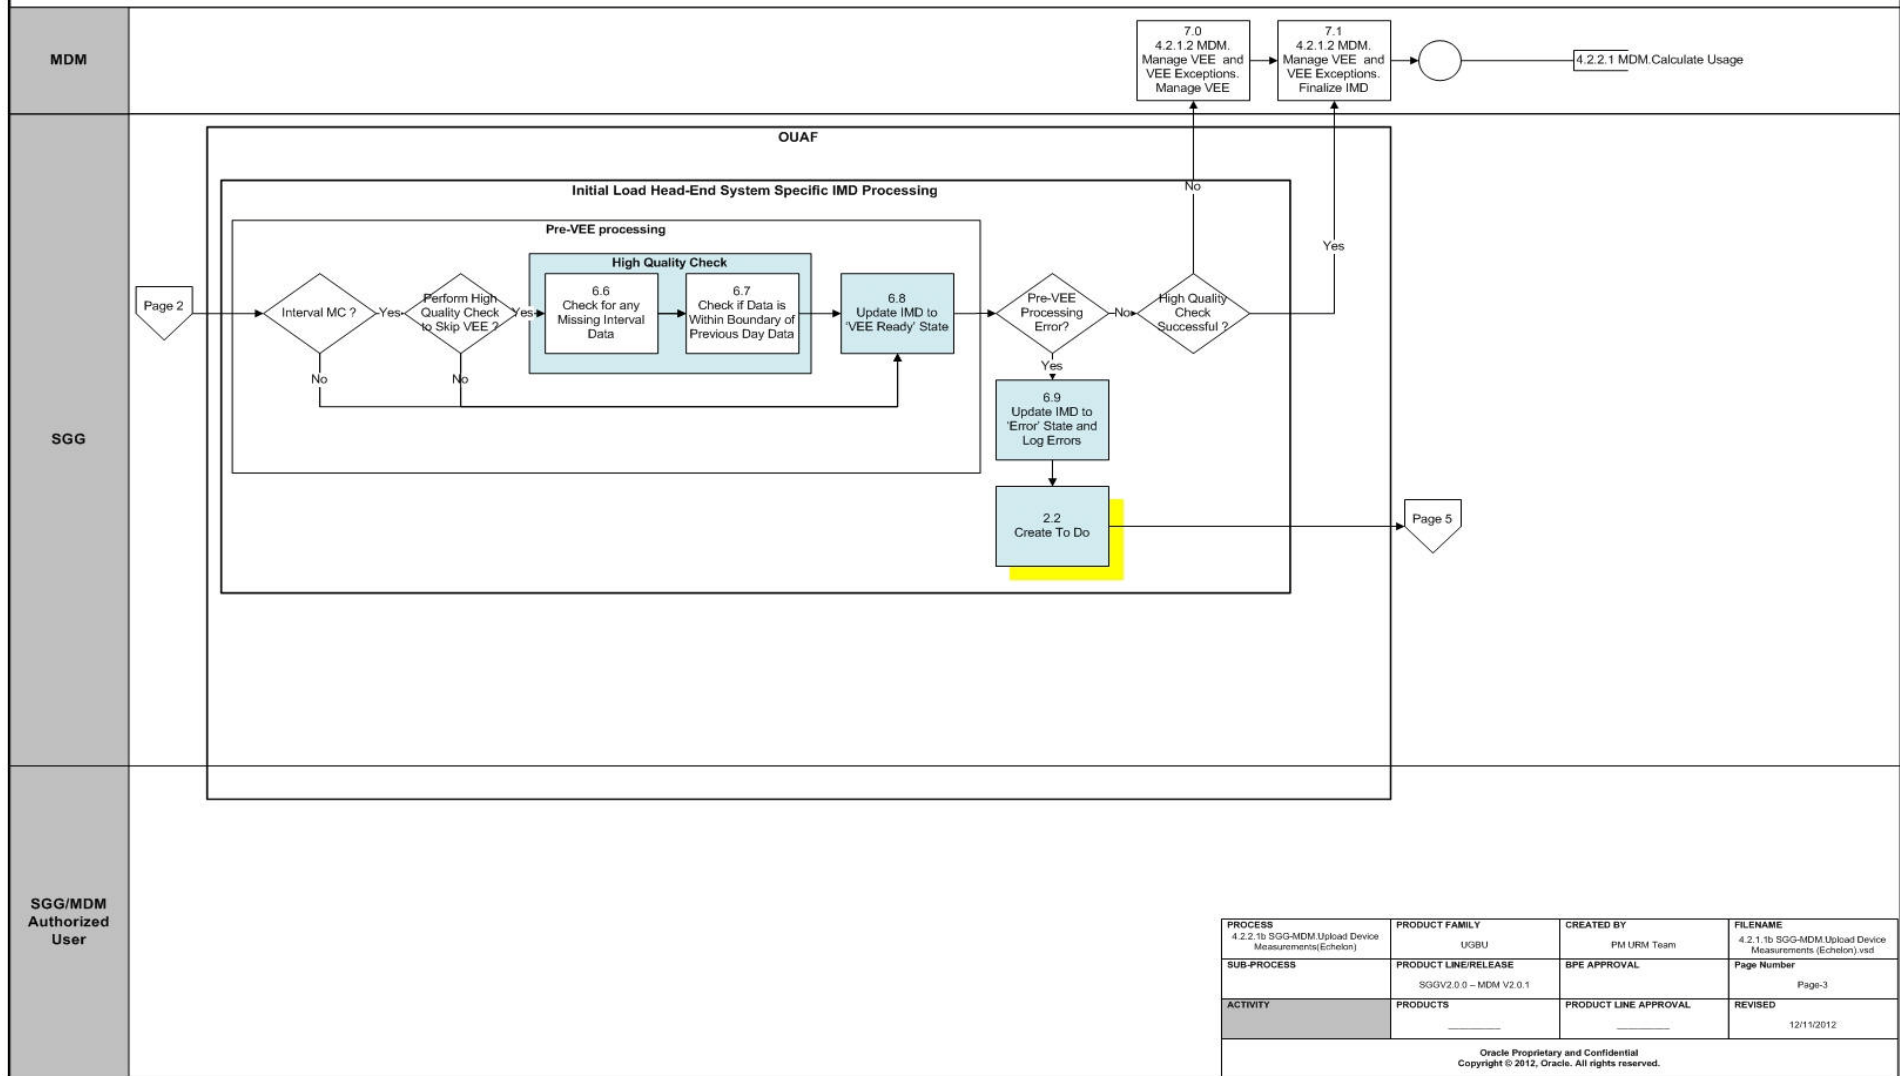 MDM
7.0
4.2.1.2 MDM.
Manage VEE and
VEE Exceptions.
Manage VEE
7.1
4.2.1.2 MDM.
Manage VEE and
VEE Exceptions.
Finalize IMD
4.2.2.1 MDM.Calculate Usage
SGG
OUAF
Initial Load Head-End System Specific IMD Processing
Pre-VEE processing
High Quality Check
Page 2
Interval MC ?
Yes
No
Perform High
Quality Check
to Skip VEE ?
Yes
No
6.6
Check for any
Missing Interval
Data
6.7
Check if Data is
Within Boundary of
Previous Day Data
6.8
Update IMD to
'VEE Ready' State
Pre-VEE
Processing
Error?
No
Yes
High Quality
Check
Successful ?
No
Yes
6.9
Update IMD to
'Error' State and
Log Errors
2.2
Create To Do
Page 5
SGG/MDM
Authorized
User
PROCESS
4.2.2.1b SGG-MDM.Upload Device
Measurements(Echelon)
PRODUCT FAMILY
UGBU
CREATED BY
PM URM Team
FILENAME
4.2.1.1b SGG-MDM.Upload Device
Measurements (Echelon).vsd
SUB-PROCESS
PRODUCT LINE/RELEASE
SGGV2.0.0 – MDM V2.0.1
BPE APPROVAL
Page Number
Page-3
ACTIVITY
PRODUCTS
PRODUCT LINE APPROVAL
REVISED
12/11/2012
Oracle Proprietary and Confidential
Copyright © 2012, Oracle. All rights reserved.